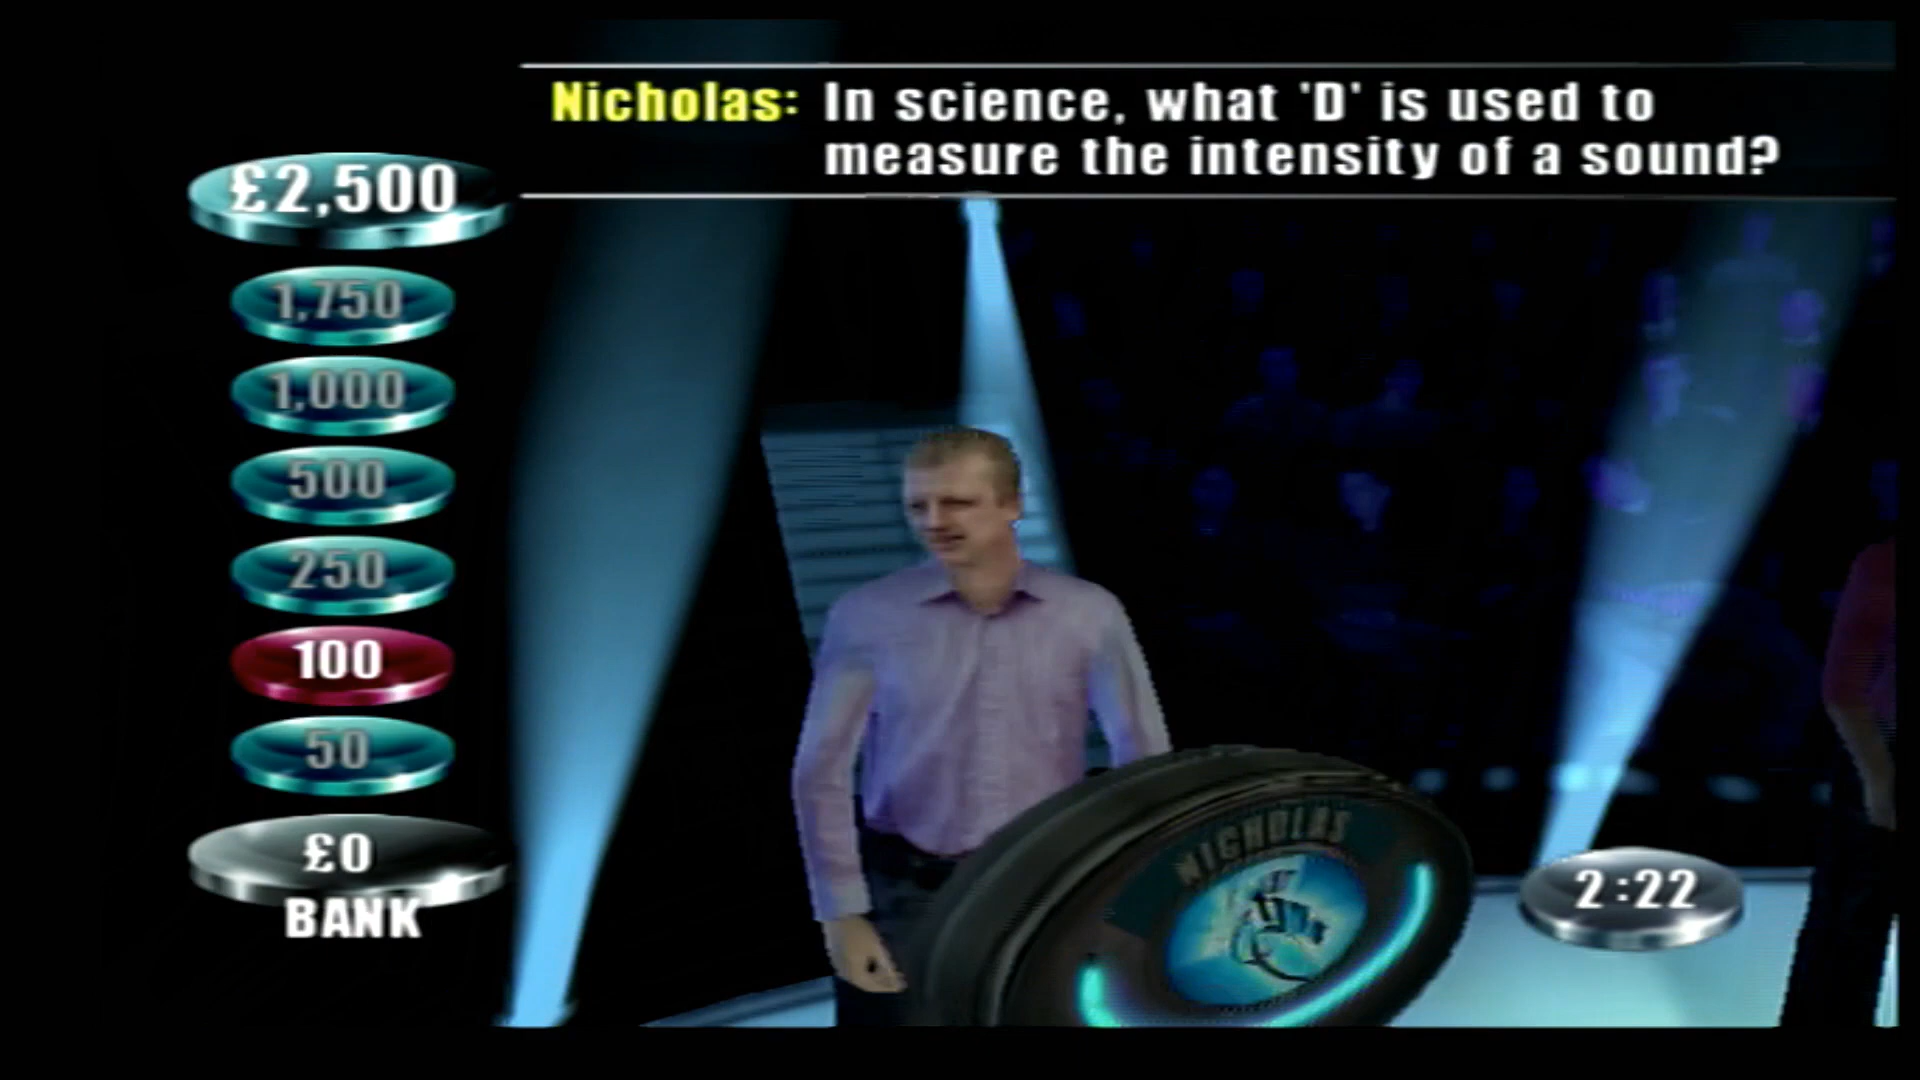 Nicholas: In science, what 'D' is used to
measure the intensity of a sound?
£2,500
1,750
1,000
500
250
100
50
£0
BANK
NICHOLAS
2:22